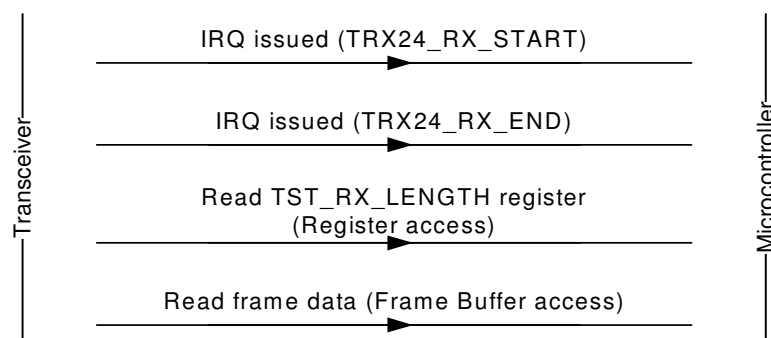 IRQ issued (TRX24_RX_START)
IRQ issued (TRX24_RX_END)
Read TST_RX_LENGTH register
(Register access)
Read frame data (Frame Buffer access)
Transceiver
Microcontroller